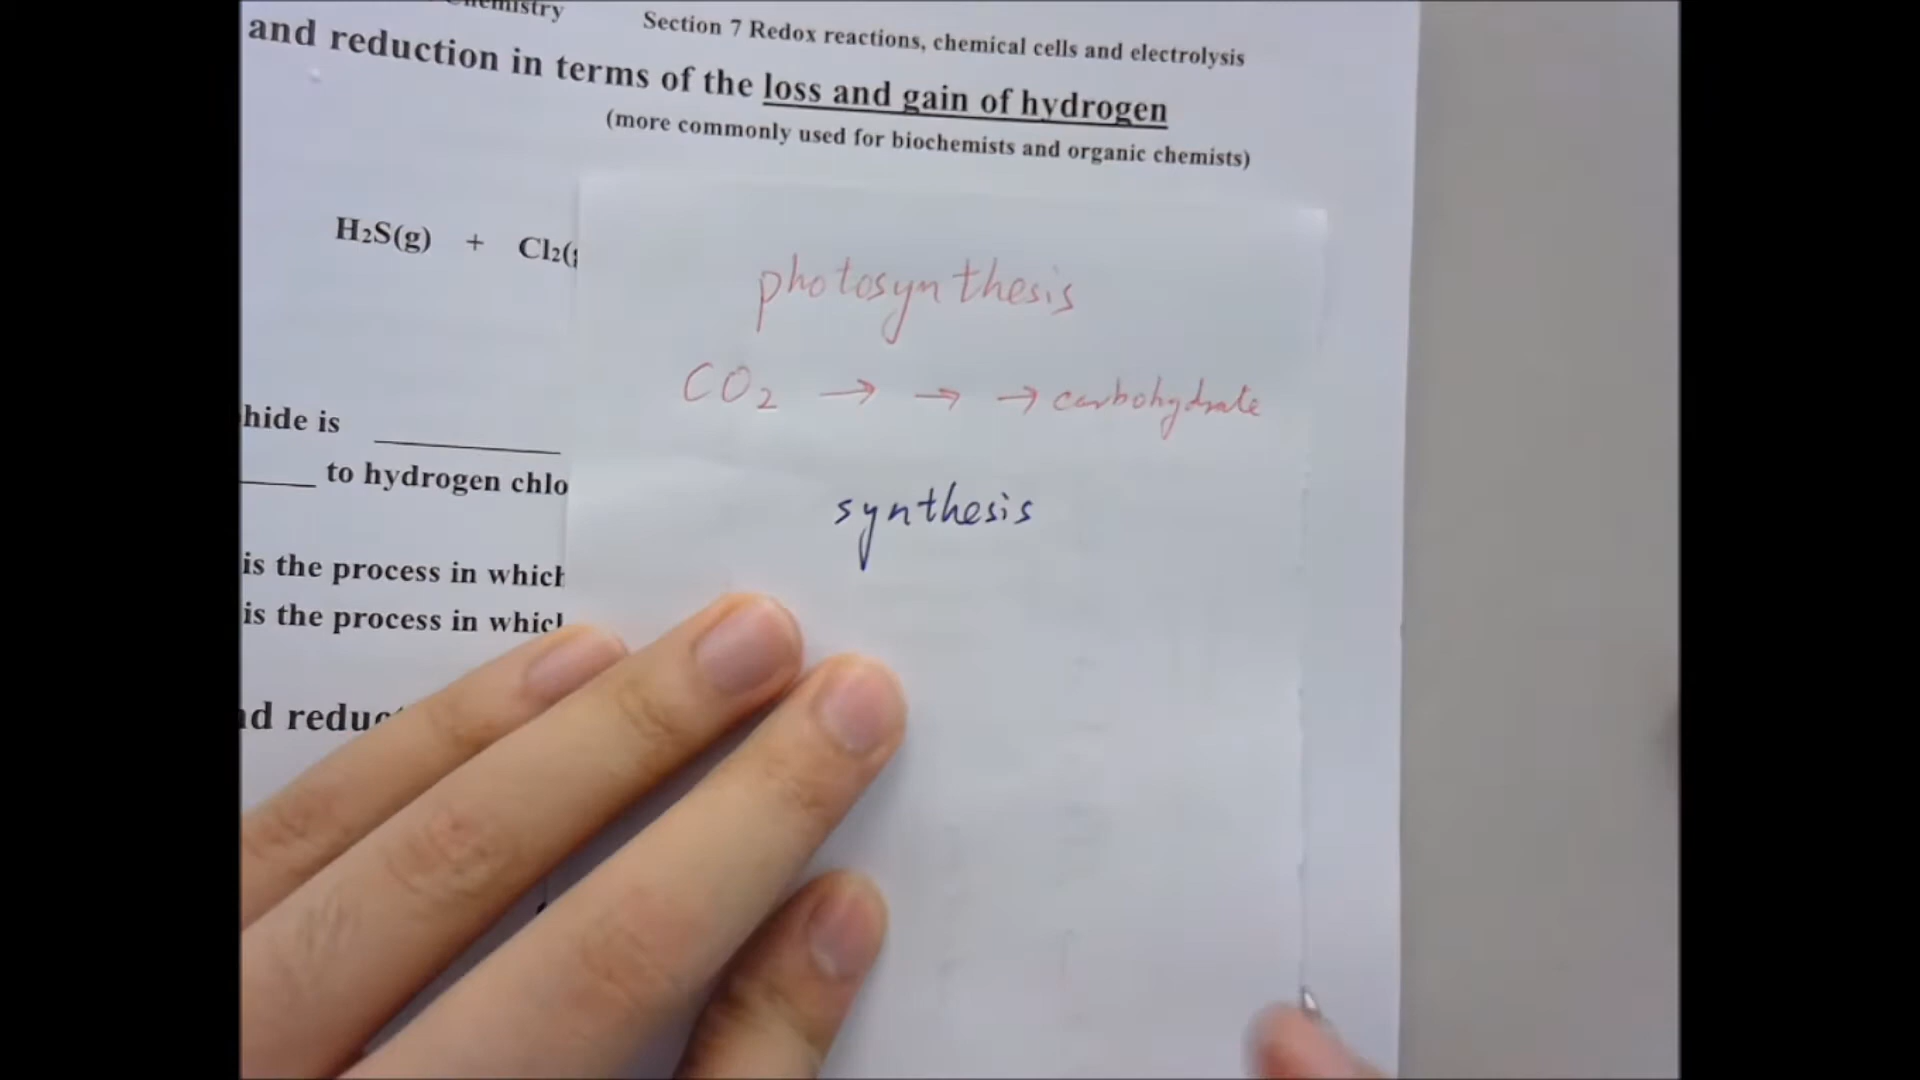 Section 7 Redox reactions, chemical cells and electrolysis
and reduction in terms of the loss and gain of hydrogen
(more commonly used for biochemists and organic chemists)
H₂S(g) + Cl₂(
photosynthesis
CO₂ → → → carbohydrate
hide is
to hydrogen chlo
synthesis
is the process in which
is the process in which